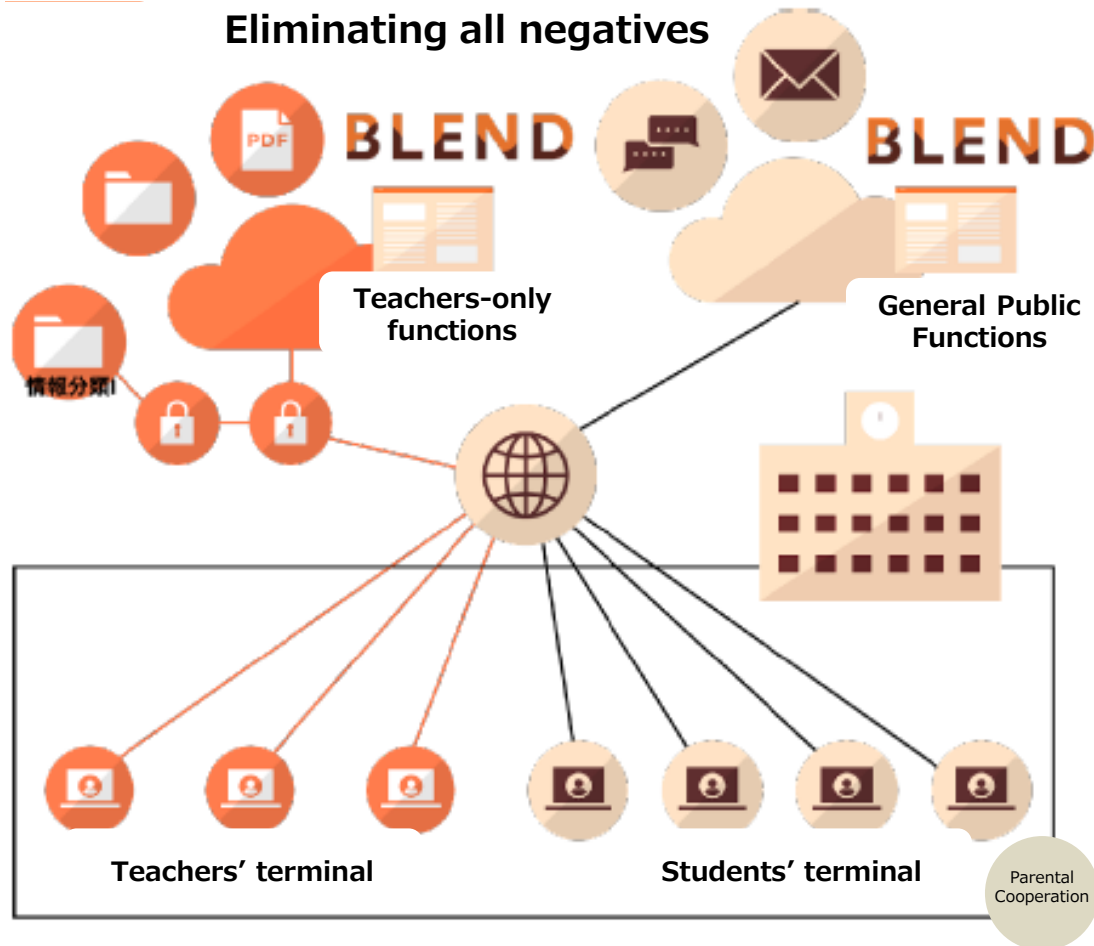 Eliminating all negatives
PDF
BLEND
BLEND
Teachers-only
functions
General Public
Functions
情報分類I
Teachers’ terminal
Students’ terminal
Parental
Cooperation